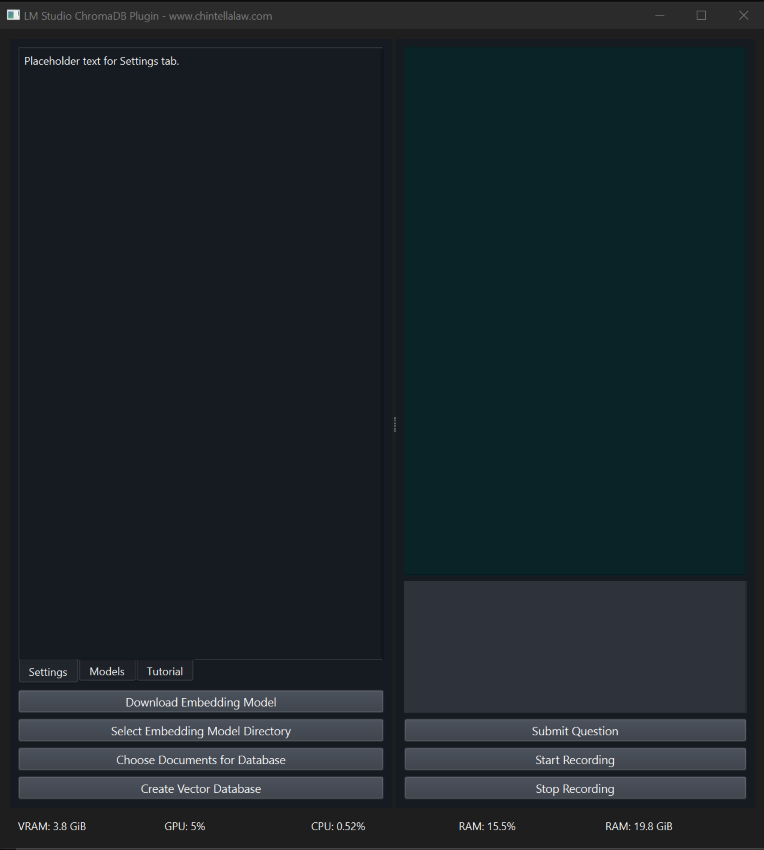 LM Studio ChromaDB Plugin - www.chintellalaw.com
Placeholder text for Settings tab.
Settings Models Tutorial
Download Embedding Model
Select Embedding Model Directory
Choose Documents for Database
Create Vector Database
Submit Question
Start Recording
Stop Recording
VRAM: 3.8 GiB GPU: 5% CPU: 0.52% RAM: 15.5% RAM: 19.8 GiB